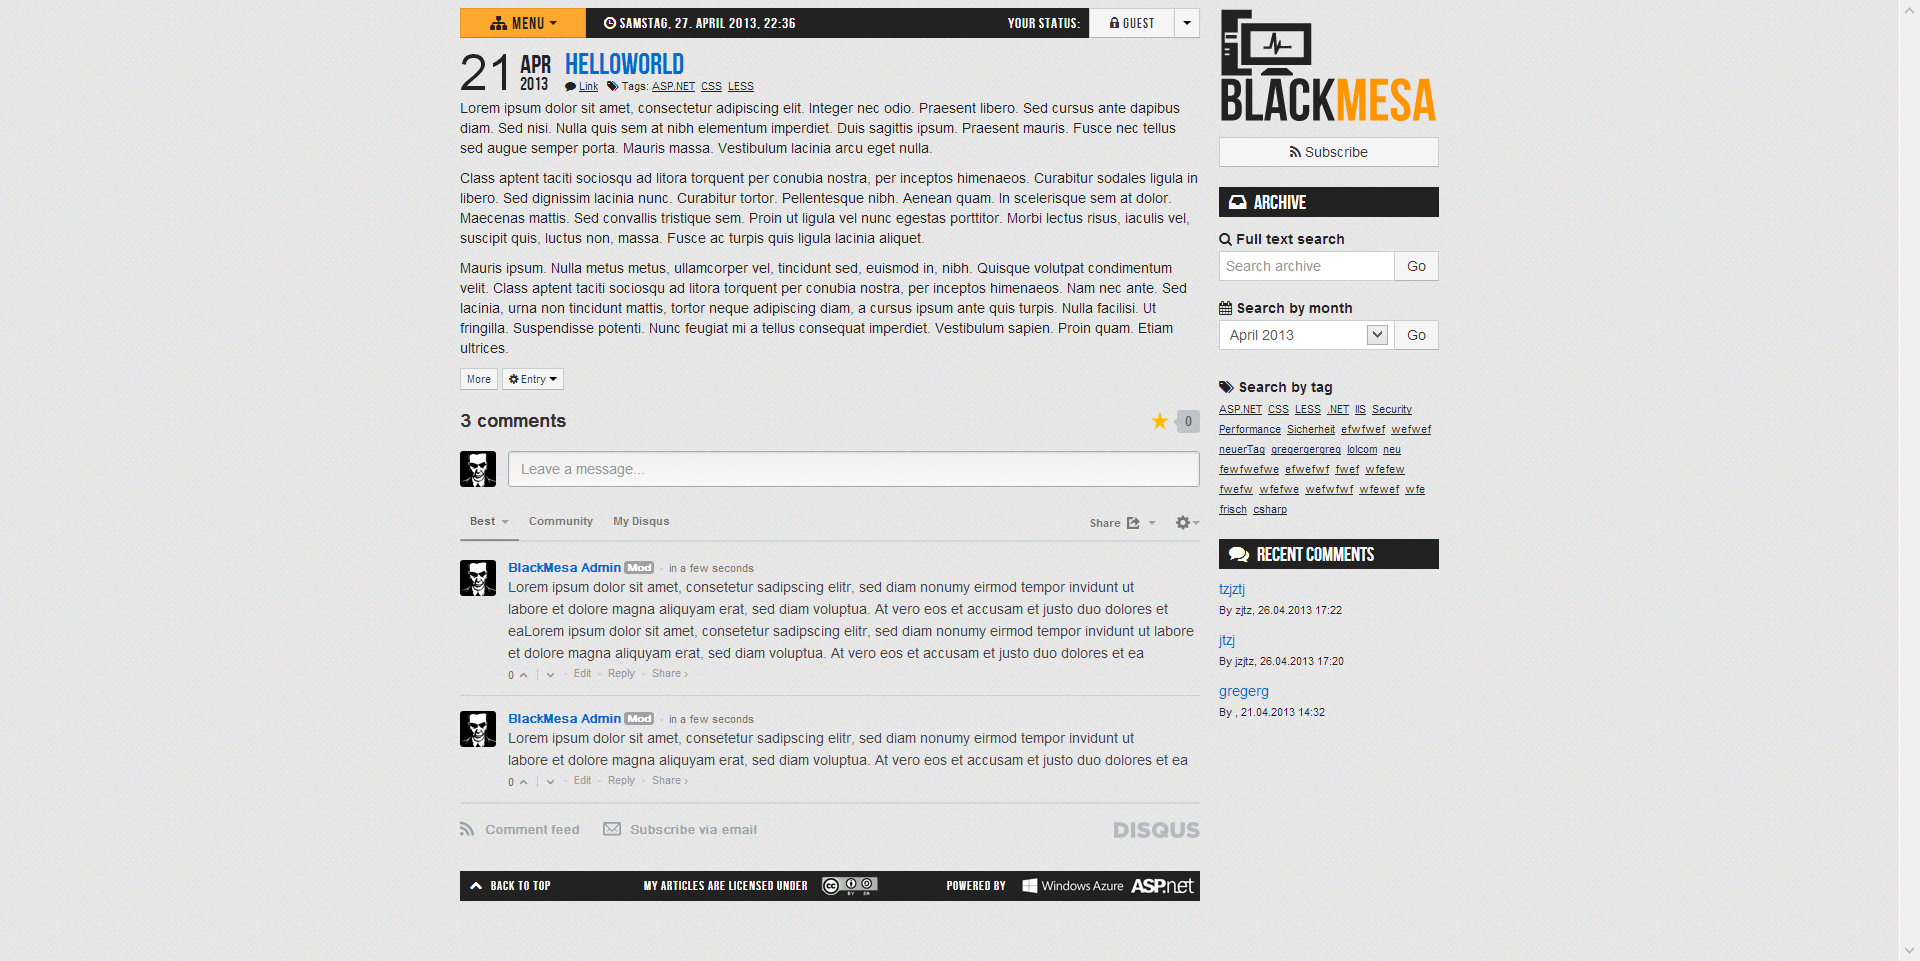 MENU
SAMSTAG, 27. APRIL 2013, 22:36
YOUR STATUS:
GUEST
21 APR 2013
HELLOWORLD
Link Tags: ASP.NET CSS LESS
Lorem ipsum dolor sit amet, consectetur adipiscing elit. Integer nec odio. Praesent libero. Sed cursus ante dapibus
diam. Sed nisi. Nulla quis sem at nibh elementum imperdiet. Duis sagittis ipsum. Praesent mauris. Fusce nec tellus
sed augue semper porta. Mauris massa. Vestibulum lacinia arcu eget nulla.
Class aptent taciti sociosqu ad litora torquent per conubia nostra, per inceptos himenaeos. Curabitur sodales ligula in
libero. Sed dignissim lacinia nunc. Curabitur tortor. Pellentesque nibh. Aenean quam. In scelerisque sem at dolor.
Maecenas mattis. Sed convallis tristique sem. Proin ut ligula vel nunc egestas porttitor. Morbi lectus risus, iaculis vel,
suscipit quis, luctus non, massa. Fusce ac turpis quis ligula lacinia aliquet.
Mauris ipsum. Nulla metus metus, ullamcorper vel, tincidunt sed, euismod in, nibh. Quisque volutpat condimentum
velit. Class aptent taciti sociosqu ad litora torquent per conubia nostra, per inceptos himenaeos. Nam nec ante. Sed
lacinia, urna non tincidunt mattis, tortor neque adipiscing diam, a cursus ipsum ante quis turpis. Nulla facilisi. Ut
fringilla. Suspendisse potenti. Nunc feugiat mi a tellus consequat imperdiet. Vestibulum sapien. Proin quam. Etiam
ultrices.
More Entry
3 comments
0
Leave a message...
Best Community My Disqus
Share
BlackMesa Admin Mod · in a few seconds
Lorem ipsum dolor sit amet, consetetur sadipscing elitr, sed diam nonumy eirmod tempor invidunt ut
labore et dolore magna aliquyam erat, sed diam voluptua. At vero eos et accusam et justo duo dolores et
eaLorem ipsum dolor sit amet, consetetur sadipscing elitr, sed diam nonumy eirmod tempor invidunt ut labore
et dolore magna aliquyam erat, sed diam voluptua. At vero eos et accusam et justo duo dolores et ea
0 · Edit · Reply · Share ›
BlackMesa Admin Mod · in a few seconds
Lorem ipsum dolor sit amet, consetetur sadipscing elitr, sed diam nonumy eirmod tempor invidunt ut
labore et dolore magna aliquyam erat, sed diam voluptua. At vero eos et accusam et justo duo dolores et ea
0 · Edit · Reply · Share ›
Comment feed Subscribe via email
DISQUS
BACK TO TOP
MY ARTICLES ARE LICENSED UNDER
cc BY SA
POWERED BY
Windows Azure ASP.net
BLACKMESA
Subscribe
ARCHIVE
Full text search
Search archive Go
Search by month
April 2013 Go
Search by tag
ASP.NET CSS LESS .NET IIS Security
Performance Sicherheit efwfwef wefwef
neuerTag gregergergreg lolcom neu
fewfwefwe efwefwf fwef wfefew
fwefw wfefwe wefwfwf wfewef wfe
frisch csharp
RECENT COMMENTS
tzjztj
By zjtz, 26.04.2013 17:22
jtzj
By jzjtz, 26.04.2013 17:20
gregerg
By , 21.04.2013 14:32